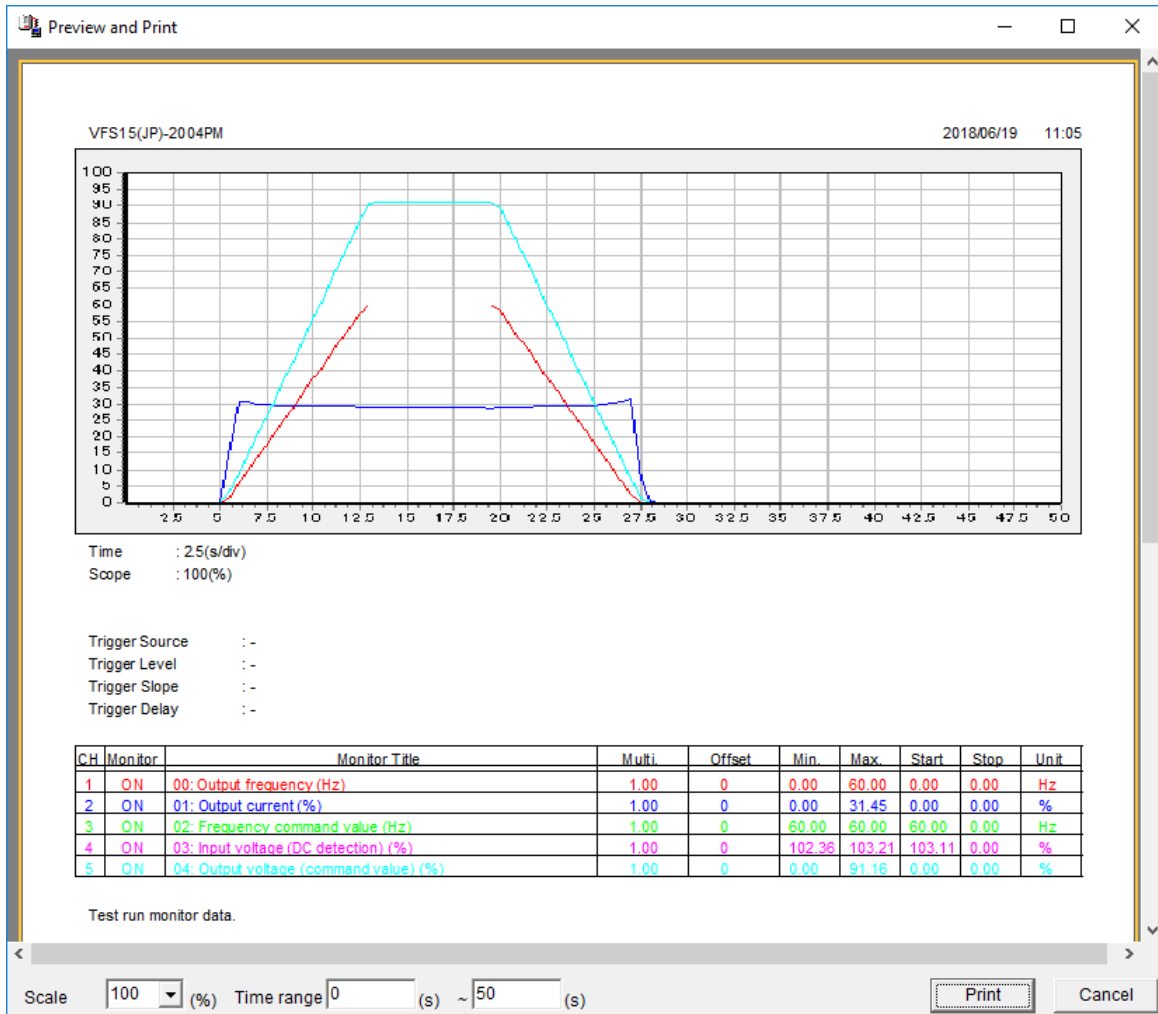 Preview and Print
VFS15(JP)-2004PM 2018/06/19 11:05
100
95
90
85
80
75
70
65
60
55
50
45
40
35
30
25
20
15
10
5
0
2.5 5 7.5 10 12.5 15 17.5 20 22.5 25 27.5 30 32.5 35 37.5 40 42.5 45 47.5 50
Time : 2.5(s/div)
Scope : 100(%)
Trigger Source : -
Trigger Level : -
Trigger Slope : -
Trigger Delay : -
CH Monitor Monitor Title Multi. Offset Min. Max. Start Stop Unit
1 ON 00: Output frequency (Hz) 1.00 0 0.00 60.00 0.00 0.00 Hz
2 ON 01: Output current (%) 1.00 0 0.00 31.45 0.00 0.00 %
3 ON 02: Frequency command value (Hz) 1.00 0 60.00 60.00 60.00 0.00 Hz
4 ON 03: Input voltage (DC detection) (%) 1.00 0 102.36 103.21 103.11 0.00 %
5 ON 04: Output voltage (command value) (%) 1.00 0 0.00 91.16 0.00 0.00 %
Test run monitor data.
Scale 100 (%) Time range 0 (s) ~ 50 (s) Print Cancel